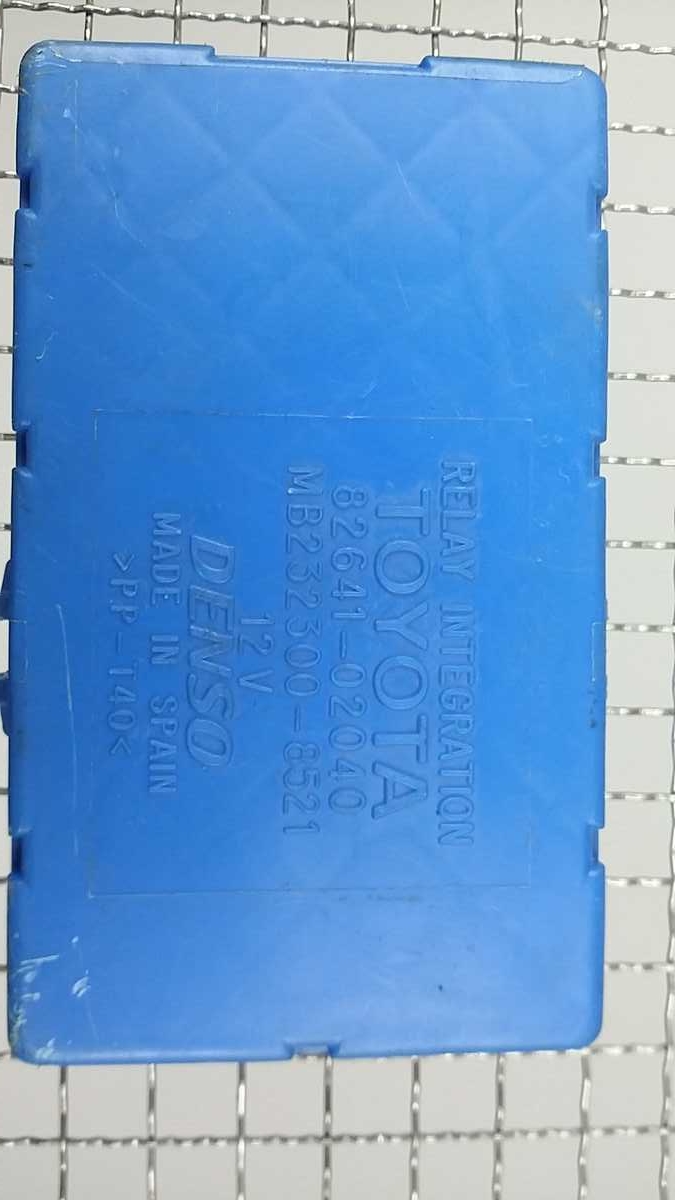 RELAY INTEGRATION
TOYOTA
82641-02040
MB232300-8521
12V
DENSO
MADE IN SPAIN
>PP-T40<